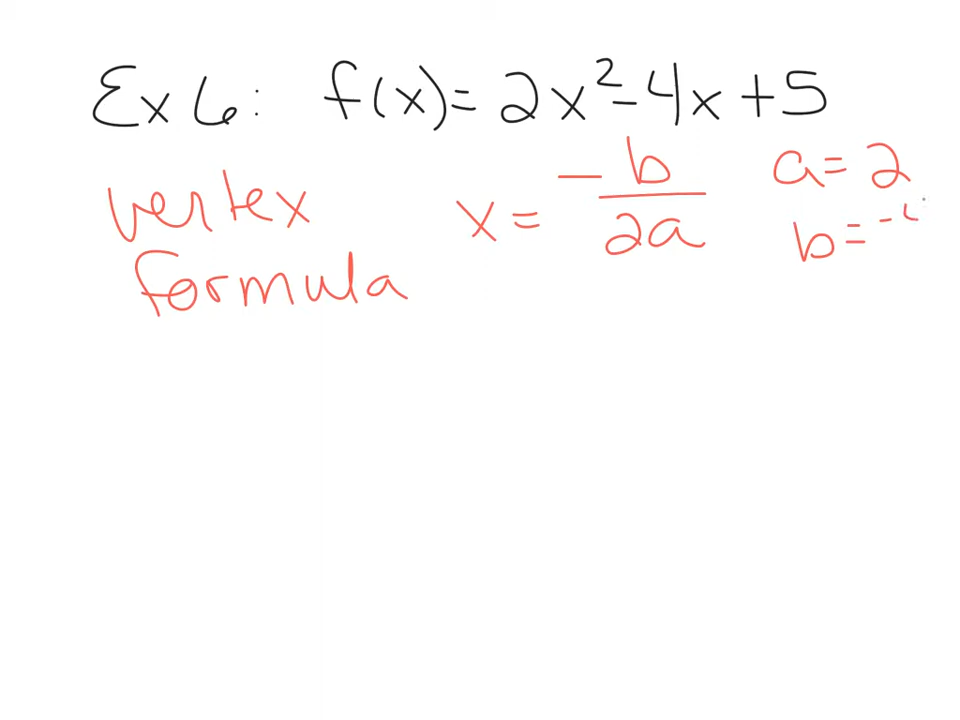 Ex 6: f(x) = 2x² - 4x + 5
vertex formula
x = -b/2a
a = 2
b = -